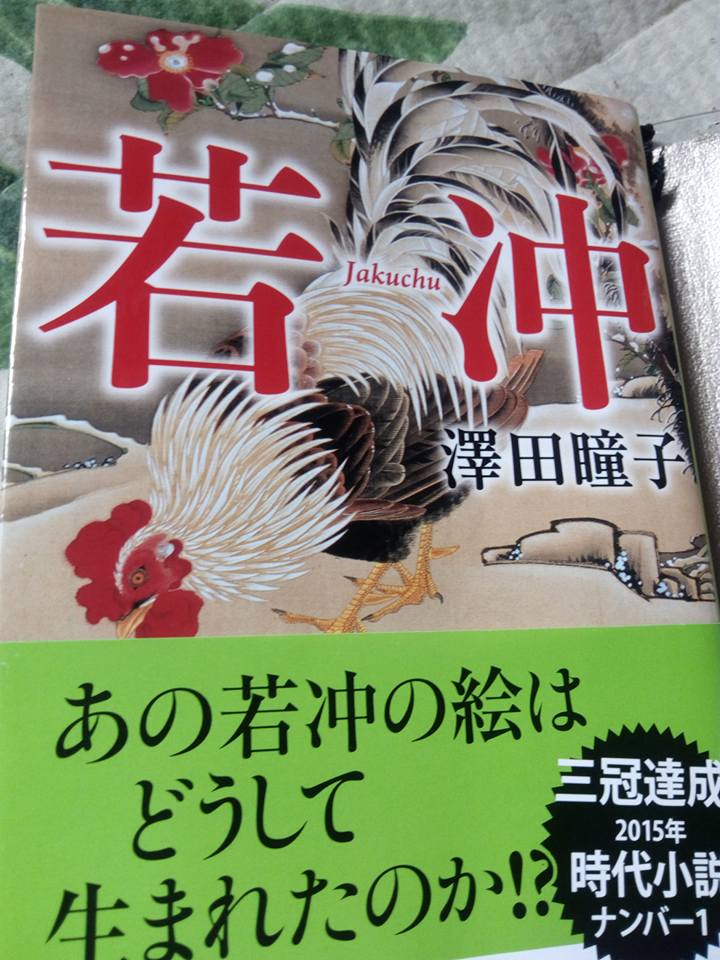 若冲
Jakuchu
澤田瞳子
あの若冲の絵は
どうして
生まれたのか!?
三冠達成
2015年
時代小説
ナンバー1